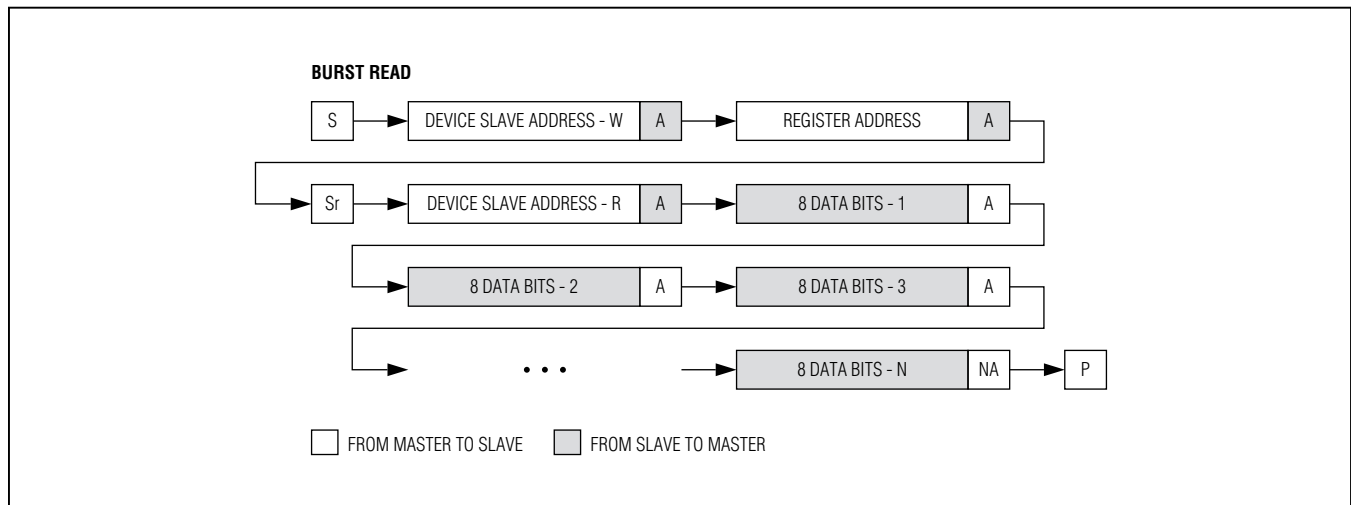 BURST READ
S DEVICE SLAVE ADDRESS - W A REGISTER ADDRESS A
Sr DEVICE SLAVE ADDRESS - R A 8 DATA BITS - 1 A
8 DATA BITS - 2 A 8 DATA BITS - 3 A
• • • 8 DATA BITS - N NA P
FROM MASTER TO SLAVE FROM SLAVE TO MASTER